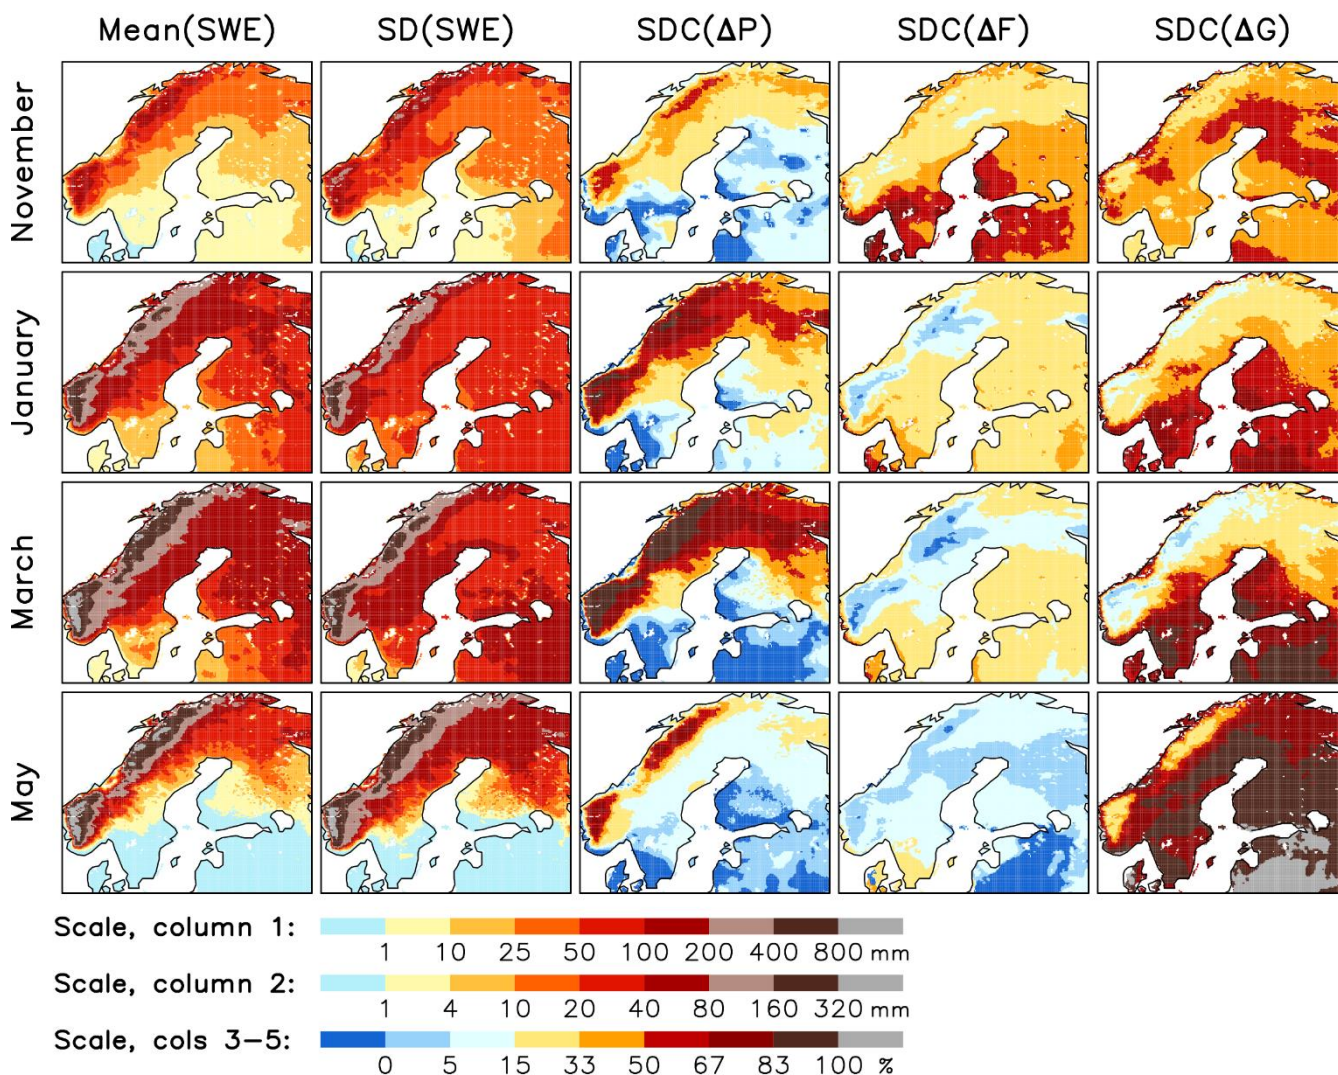 Mean(SWE) SD(SWE) SDC(ΔP) SDC(ΔF) SDC(ΔG)
November
January
March
May
Scale, column 1:
1 10 25 50 100 200 400 800 mm
Scale, column 2:
1 4 10 20 40 80 160 320 mm
Scale, cols 3-5:
0 5 15 33 50 67 83 100 %